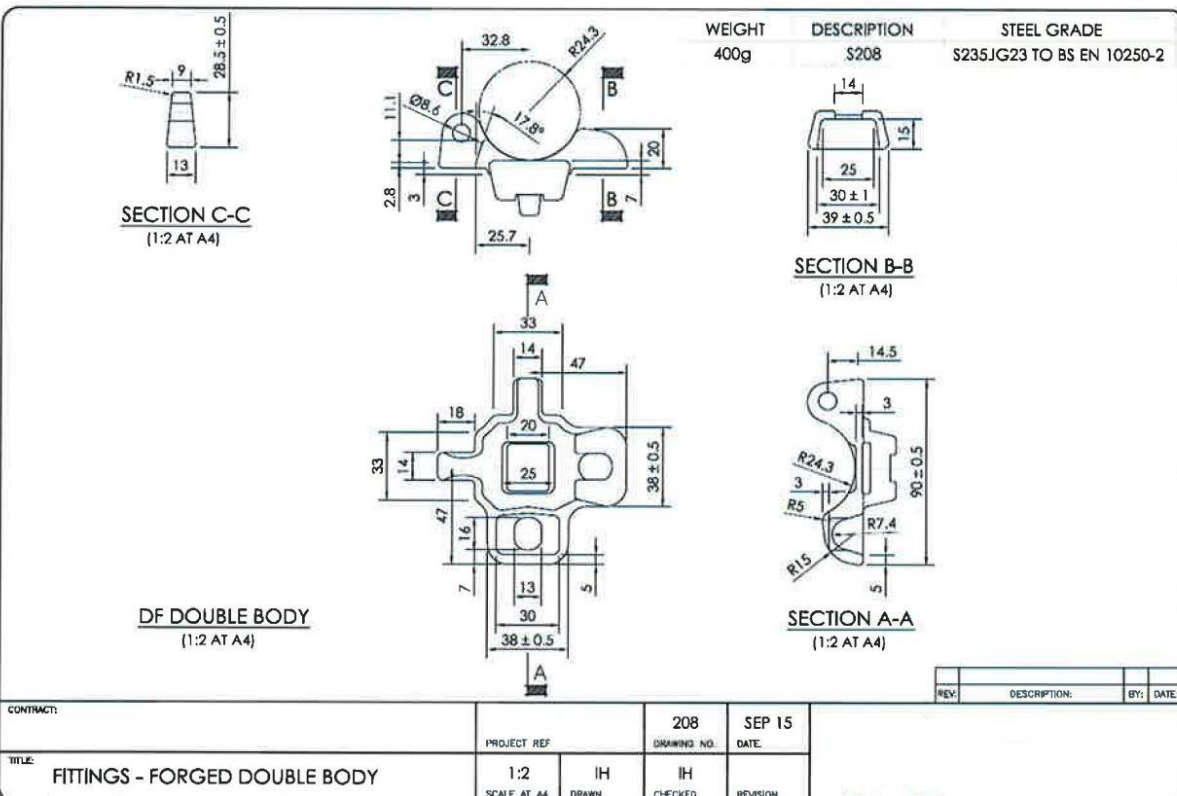 WEIGHT DESCRIPTION STEEL GRADE
400g S208 S235JG23 TO BS EN 10250-2
R1.5
9
28.5 ± 0.5
13
SECTION C-C
(1:2 AT A4)
32.8
R24.3
C
B
Ø8.6
17.8°
11.1
20
2.8
3
C
B
7
25.7
14
15
25
30 ± 1
39 ± 0.5
SECTION B-B
(1:2 AT A4)
A
33
14
47
18
20
33
14
25
38 ± 0.5
47
16
7
5
13
30
38 ± 0.5
A
DF DOUBLE BODY
(1:2 AT A4)
14.5
3
R24.3
3
90 ± 0.5
R5
R7.4
R15
5
SECTION A-A
(1:2 AT A4)
REV: DESCRIPTION: BY: DATE
CONTRACT:
PROJECT REF
208
DRAWING NO.
SEP 15
DATE.
TITLE:
FITTINGS - FORGED DOUBLE BODY
1:2
SCALE AT A4
IH
DRAWN
IH
CHECKED
REVISION